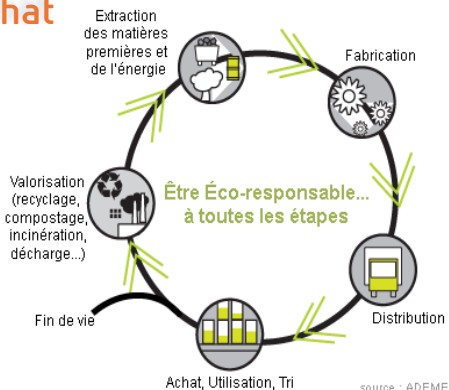 hat
Extraction
des matières
premières et
de l'énergie
Fabrication
Valorisation
(recyclage,
compostage,
incinération,
décharge...)
Être Éco-responsable...
à toutes les étapes
Fin de vie
Distribution
Achat, Utilisation, Tri
source : ADEME